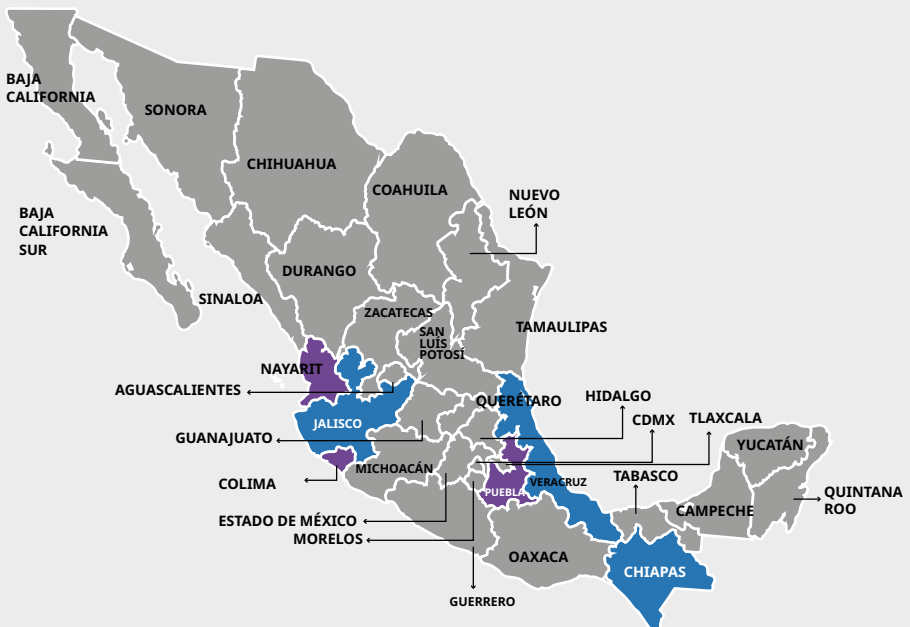 BAJA
CALIFORNIA
SONORA
CHIHUAHUA
COAHUILA
NUEVO
LEÓN
BAJA
CALIFORNIA
SUR
DURANGO
SINALOA
ZACATECAS
SAN
LUÍS
POTOSÍ
TAMAULIPAS
NAYARIT
AGUASCALIENTES
QUERÉTARO
HIDALGO
CDMX
TLAXCALA
JALISCO
GUANAJUATO
YUCATÁN
MICHOACÁN
COLIMA
PUEBLA
VERACRUZ
TABASCO
CAMPECHE
QUINTANA
ROO
ESTADO DE MÉXICO
MORELOS
OAXACA
CHIAPAS
GUERRERO